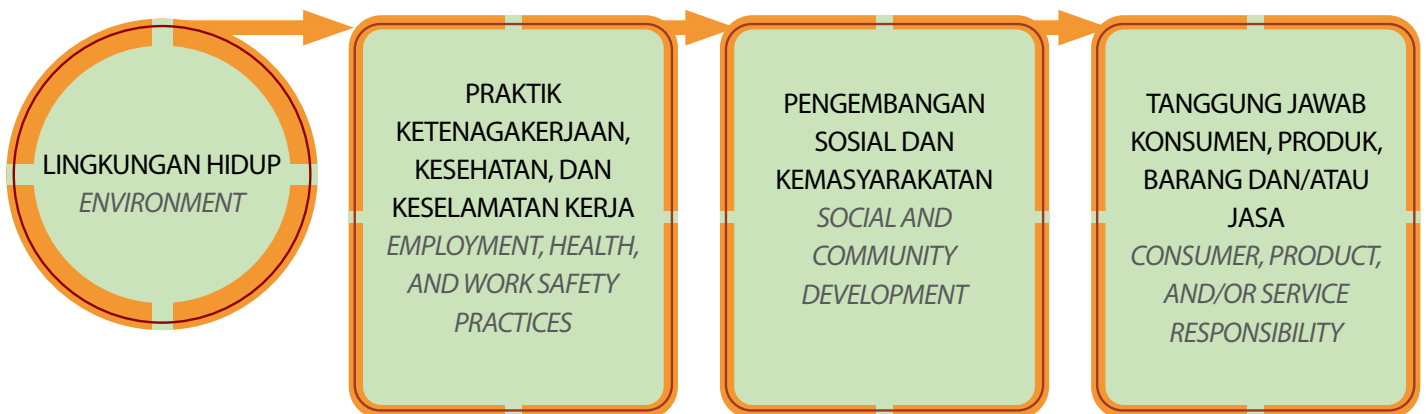 LINGKUNGAN HIDUP
ENVIRONMENT
PRAKTIK
KETENAGAKERJAAN,
KESEHATAN, DAN
KESELAMATAN KERJA
EMPLOYMENT, HEALTH,
AND WORK SAFETY
PRACTICES
PENGEMBANGAN
SOSIAL DAN
KEMASYARAKATAN
SOCIAL AND
COMMUNITY
DEVELOPMENT
TANGGUNG JAWAB
KONSUMEN, PRODUK,
BARANG DAN/ATAU
JASA
CONSUMER, PRODUCT,
AND/OR SERVICE
RESPONSIBILITY